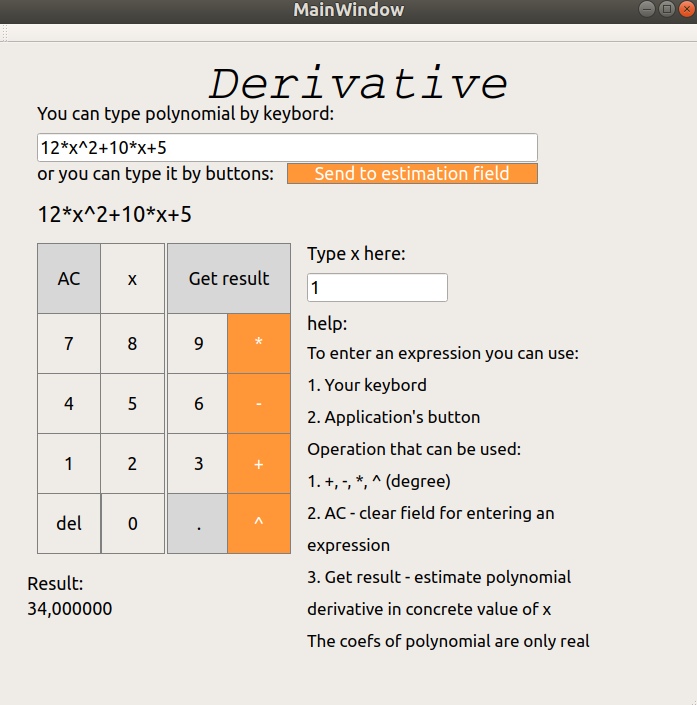 MainWindow
Derivative
You can type polynomial by keybord:
12*x^2+10*x+5
or you can type it by buttons: Send to estimation field
12*x^2+10*x+5
AC x Get result
7 8 9 *
4 5 6 -
1 2 3 +
del 0 . ^
Type x here:
1
help:
To enter an expression you can use:
1. Your keybord
2. Application's button
Operation that can be used:
1. +, -, *, ^ (degree)
2. AC - clear field for entering an
expression
3. Get result - estimate polynomial
derivative in concrete value of x
The coefs of polynomial are only real
Result:
34,000000